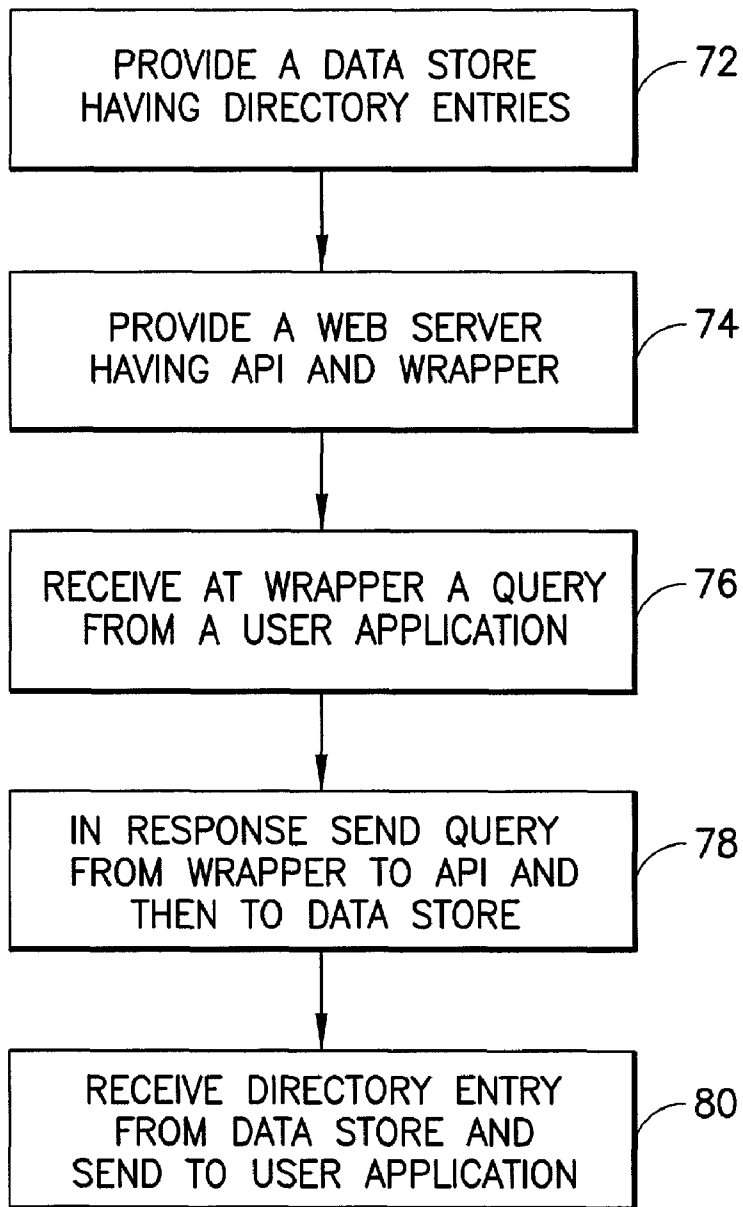 PROVIDE A DATA STORE
HAVING DIRECTORY ENTRIES
72
PROVIDE A WEB SERVER
HAVING API AND WRAPPER
74
RECEIVE AT WRAPPER A QUERY
FROM A USER APPLICATION
76
IN RESPONSE SEND QUERY
FROM WRAPPER TO API AND
THEN TO DATA STORE
78
RECEIVE DIRECTORY ENTRY
FROM DATA STORE AND
SEND TO USER APPLICATION
80